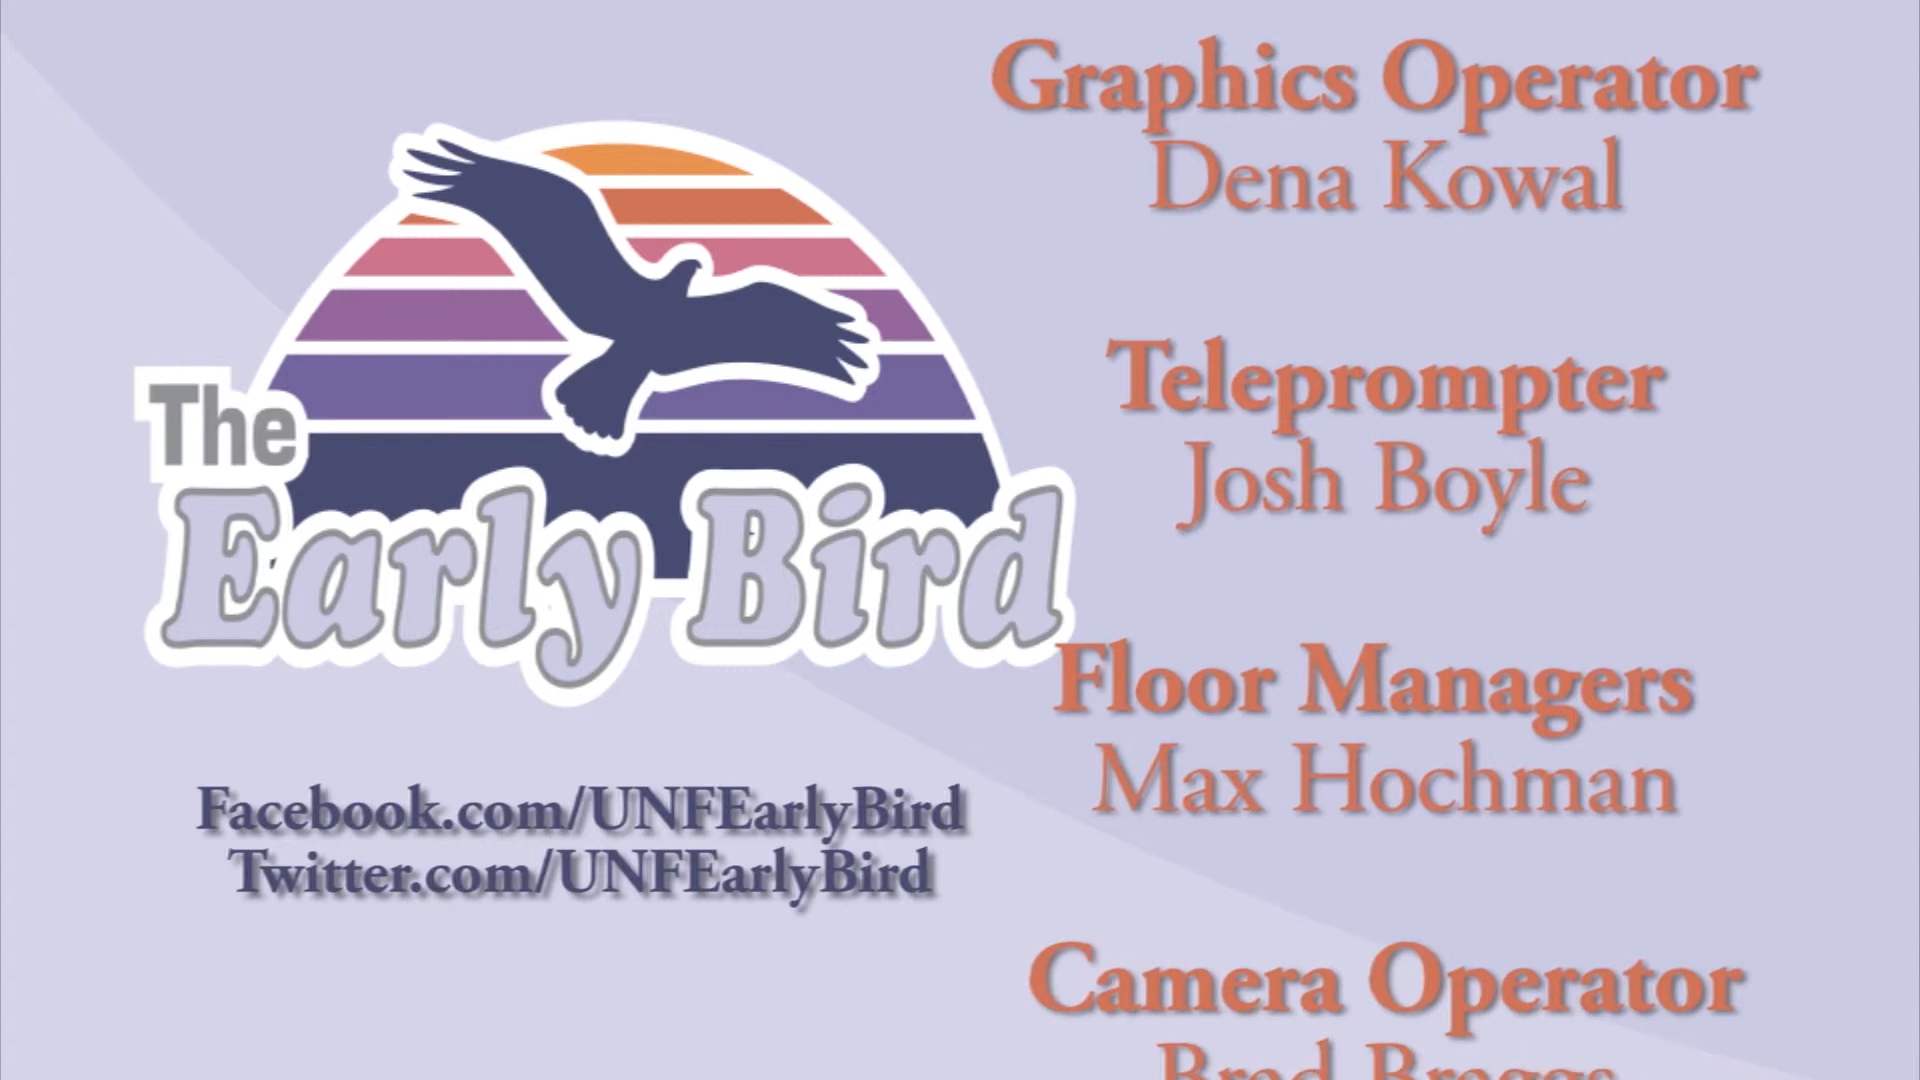 The
Early Bird
Facebook.com/UNFEarlyBird
Twitter.com/UNFEarlyBird
Graphics Operator
Dena Kowal
Teleprompter
Josh Boyle
Floor Managers
Max Hochman
Camera Operator
Brad